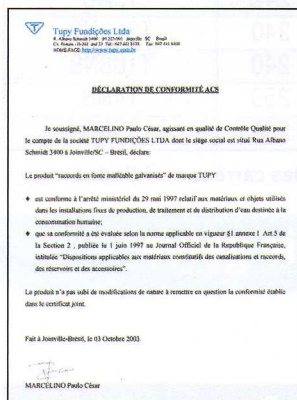 Tupy Fundições Ltda
HOME-PAGE: http://www.tupy.com.br
DÉCLARATION DE CONFORMITÉ ACS
Je soussigné, MARCELINO Paulo César, agissant en qualité de Contrôle Qualité pour
le compte de la société TUPY FUNDIÇÕES LTDA dont le siège social est situé Rua Albano
Schmidt 3400 à Joinville/SC – Brésil, déclare:
Le produit "raccords en fonte malléable galvanisés" de marque TUPY
♦ est conforme à l'arrêté ministériel du 29 mai 1997 relatif aux matériaux et objets utilisés
dans les installations fixes de production, de traitement et de distribution d'eau destinée à la
consommation humaine;
♦ que sa conformité a été évaluée selon la norme applicable en vigueur §1 annexe 1 Art.5 de
la Section 2 , publiée le 1 juin 1997 au Journal Officiel de la République Française,
intitulée "Dispositions applicables aux matériaux constitutifs des canalisations et raccords,
des réservoirs et des accessoires".
Le produit n'a pas subi de modifications de nature à remettre en question la conformité établie
dans le certificat joint.
Fait à Joinville-Brésil, le 03 Octobre 2003.
MARCELINO Paulo César